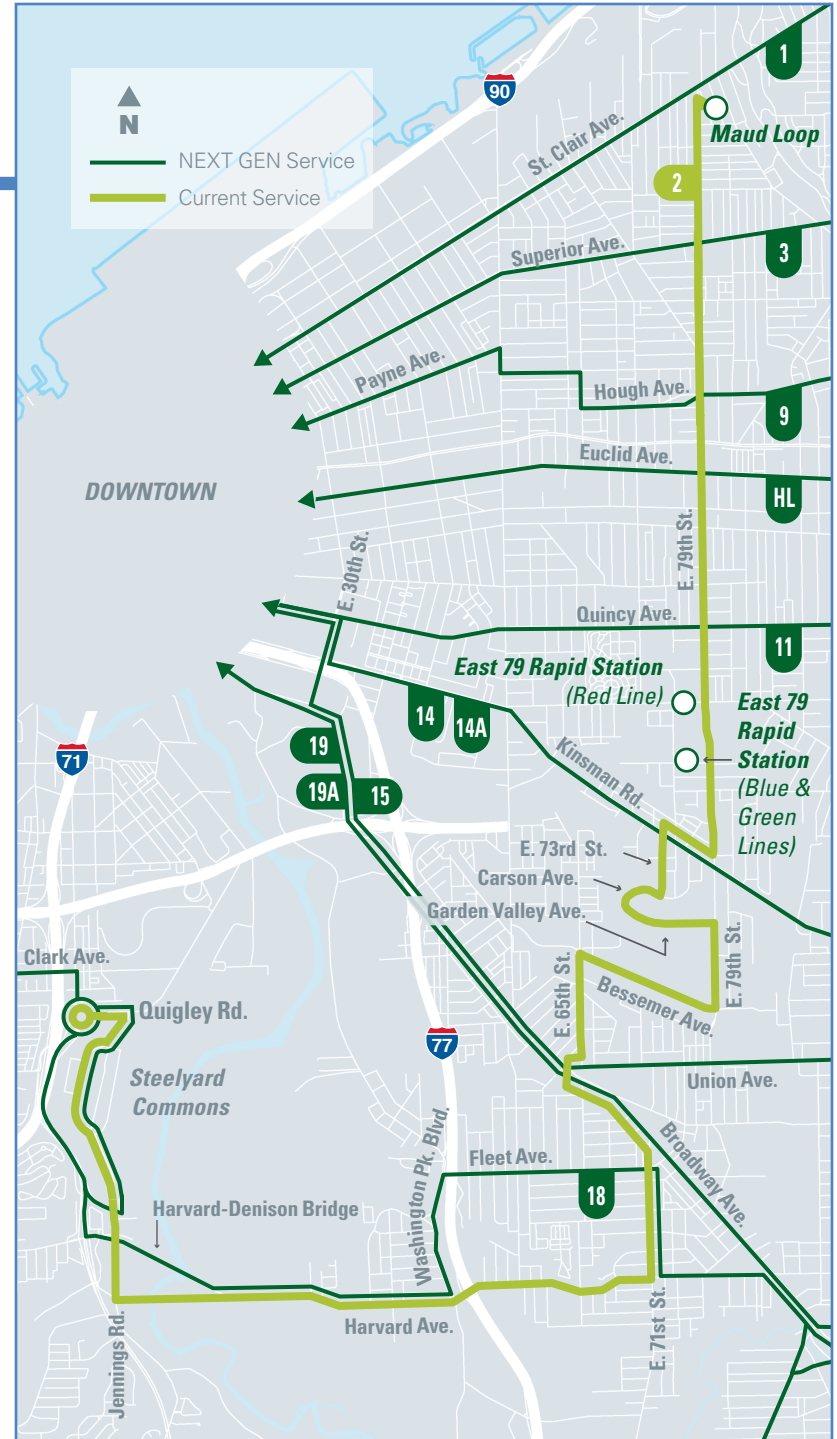 N
NEXT GEN Service
Current Service
90
1
Maud Loop
St. Clair Ave.
2
Superior Ave.
3
Payne Ave.
Hough Ave.
9
Euclid Ave.
HL
DOWNTOWN
E. 79th St.
E. 30th St.
Quincy Ave.
11
East 79 Rapid Station
(Red Line)
East 79
Rapid
Station
(Blue &
Green
Lines)
14
14A
Kinsman Rd.
19
19A
15
71
E. 73rd St.
Carson Ave.
Garden Valley Ave.
E. 79th St.
Clark Ave.
E. 65th St.
Bessemer Ave.
Quigley Rd.
77
Steelyard
Commons
Union Ave.
Broadway Ave.
Washington Pk. Blvd.
Fleet Ave.
18
Harvard-Denison Bridge
Harvard Ave.
Jennings Rd.
E. 71st St.